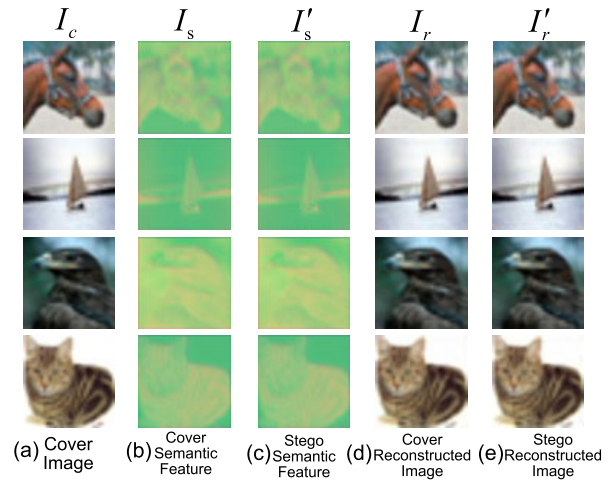 I_c I_s I'_s I_r I'_r
(a) Cover Image
(b) Cover Semantic Feature
(c) Stego Semantic Feature
(d) Cover Reconstructed Image
(e) Stego Reconstructed Image